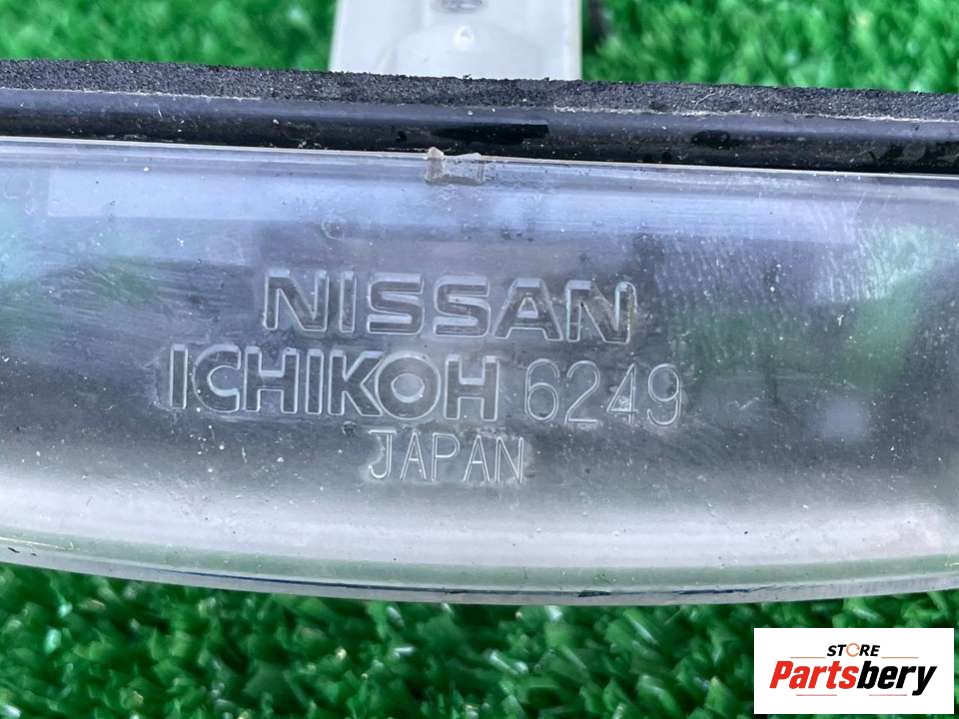 NISSAN
ICHIKOH 6249
JAPAN
STORE
Partsbery